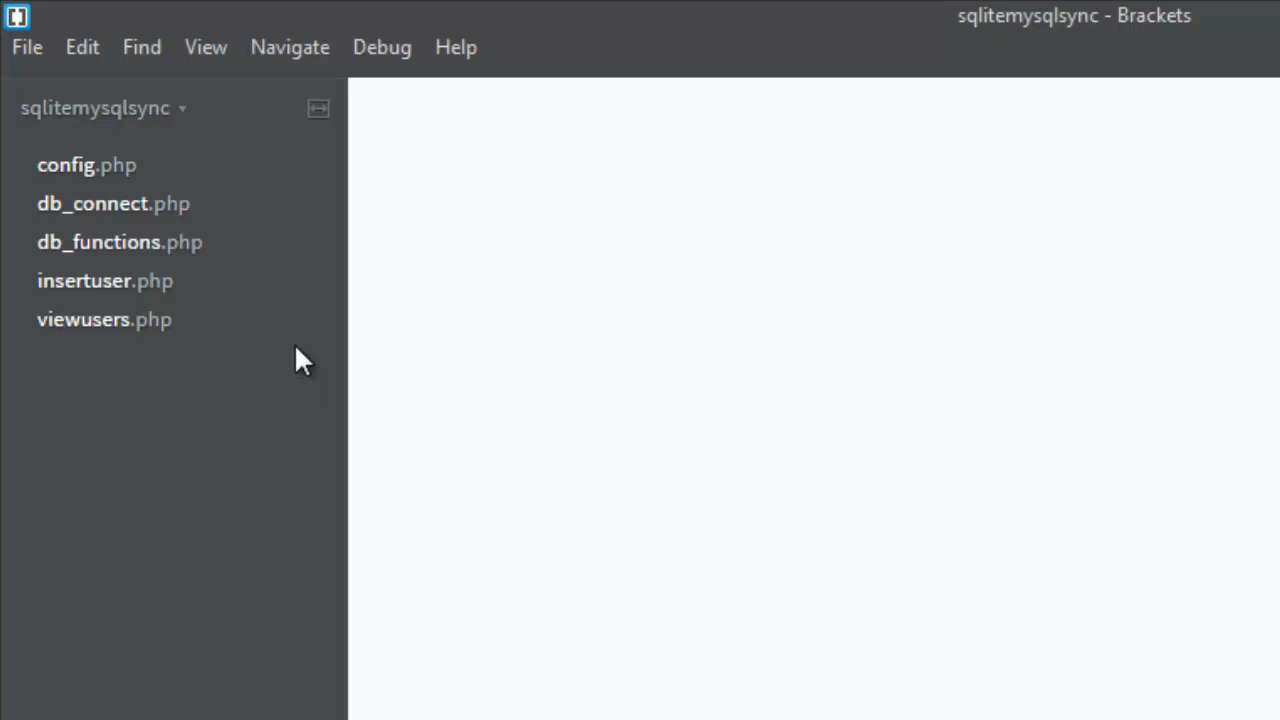 sqlitemysqlsync - Brackets
File Edit Find View Navigate Debug Help
sqlitemysqlsync
config.php
db_connect.php
db_functions.php
insertuser.php
viewusers.php